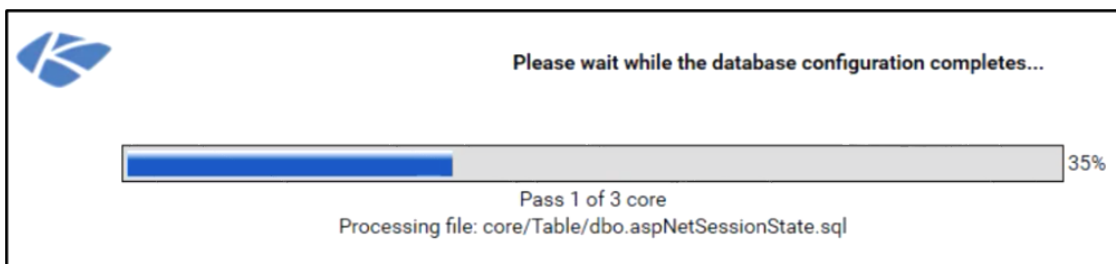 Please wait while the database configuration completes...
35%
Pass 1 of 3 core
Processing file: core/Table/dbo.aspNetSessionState.sql